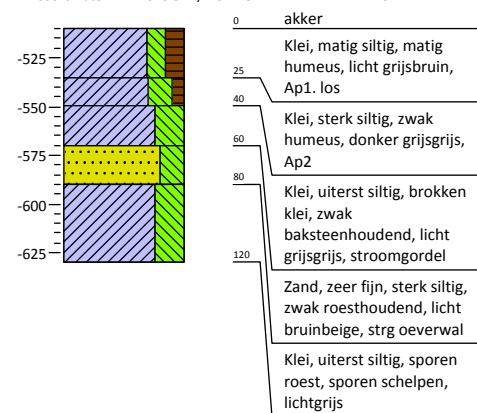 0 akker
-525
-550
-575
-600
-625
25
40
60
80
120
Klei, matig siltig, matig
humeus, licht grijsbruin,
Ap1. los
Klei, sterk siltig, zwak
humeus, donker grijsgrijs,
Ap2
Klei, uiterst siltig, brokken
klei, zwak
baksteenhoudend, licht
grijsgrijs, stroomgordel
Zand, zeer fijn, sterk siltig,
zwak roesthoudend, licht
bruinbeige, strg oeverwal
Klei, uiterst siltig, sporen
roest, sporen schelpen,
lichtgrijs